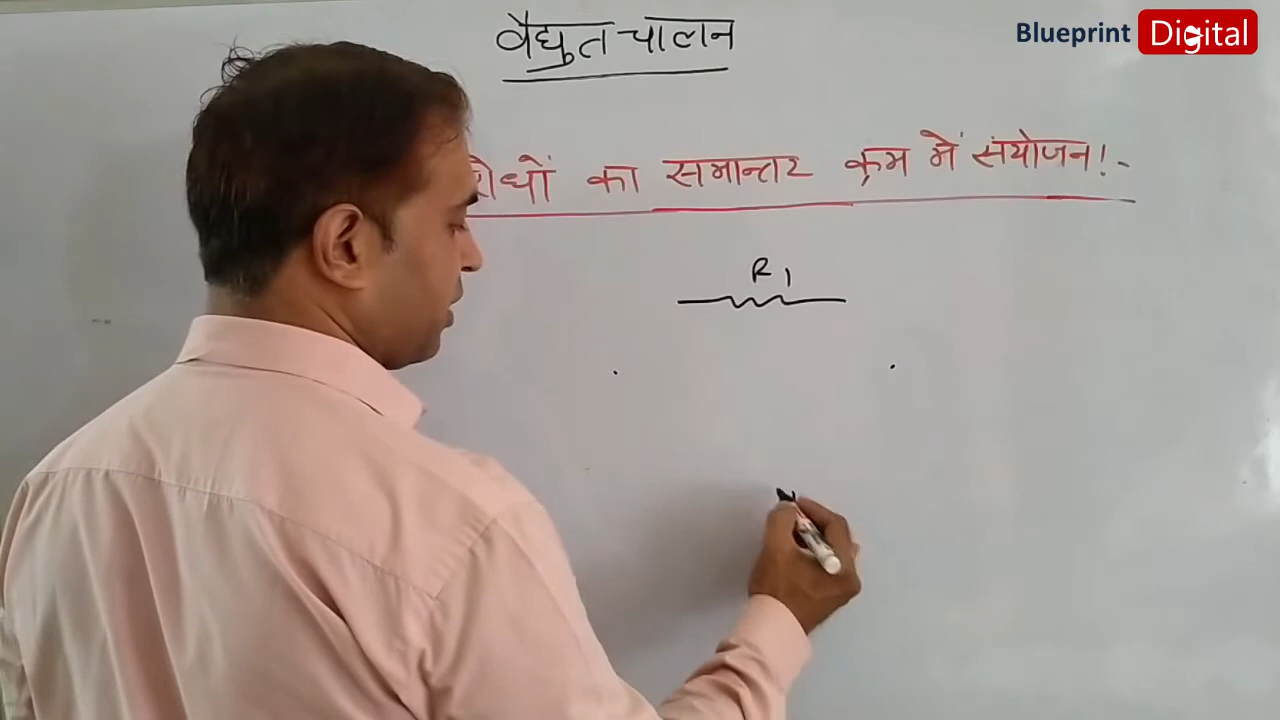 Blueprint Digital
वैद्युत चालन
का समान्तर क्रम में संयोजन!-
R1